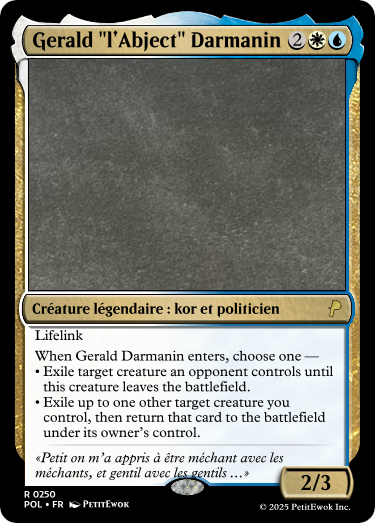 Gerald "l'Abject" Darmanin 2
Créature légendaire : kor et politicien
Lifelink
When Gerald Darmanin enters, choose one —
• Exile target creature an opponent controls until
this creature leaves the battlefield.
• Exile up to one other target creature you
control, then return that card to the battlefield
under its owner's control.
«Petit on m'a appris à être méchant avec les
méchants, et gentil avec les gentils …»
2/3
R 0250
POL • FR PETITEWOK
© 2025 PetitEwok Inc.